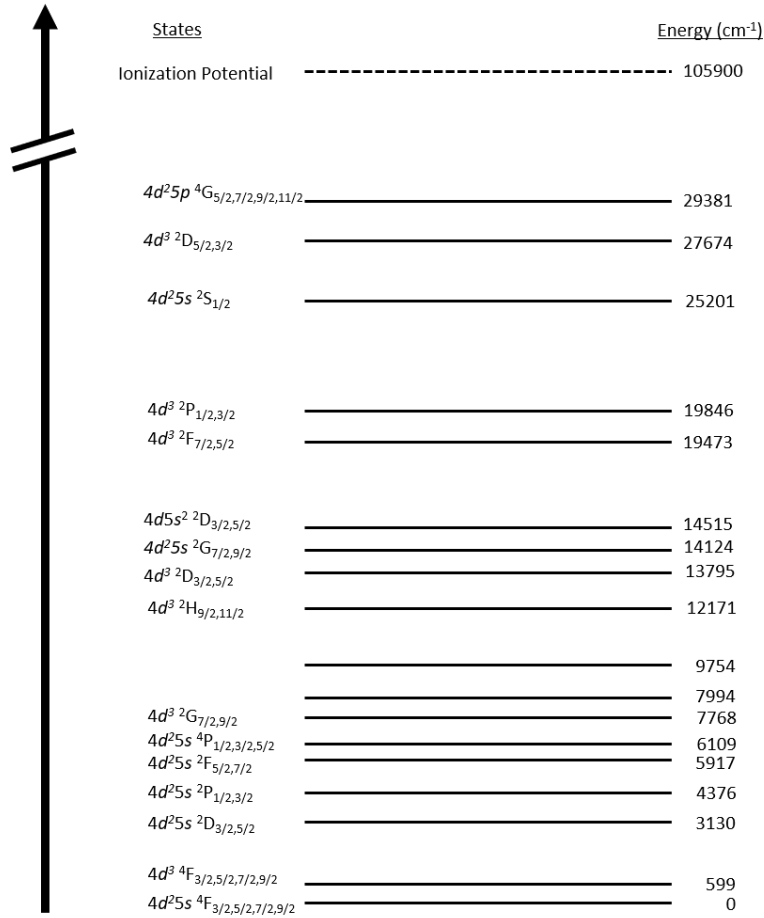 States Energy (cm⁻¹)
Ionization Potential 105900
4d²5p ⁴G₅/₂,₇/₂,₉/₂,₁₁/₂ 29381
4d³ ²D₅/₂,₃/₂ 27674
4d²5s ²S₁/₂ 25201
4d³ ²P₁/₂,₃/₂ 19846
4d³ ²F₇/₂,₅/₂ 19473
4d5s² ²D₃/₂,₅/₂ 14515
4d²5s ²G₇/₂,₉/₂ 14124
4d³ ²D₃/₂,₅/₂ 13795
4d³ ²H₉/₂,₁₁/₂ 12171
9754
7994
4d³ ²G₇/₂,₉/₂ 7768
4d²5s ⁴P₁/₂,₃/₂,₅/₂ 6109
4d²5s ²F₅/₂,₇/₂ 5917
4d²5s ²P₁/₂,₃/₂ 4376
4d²5s ²D₃/₂,₅/₂ 3130
4d³ ⁴F₃/₂,₅/₂,₇/₂,₉/₂ 599
4d²5s ⁴F₃/₂,₅/₂,₇/₂,₉/₂ 0